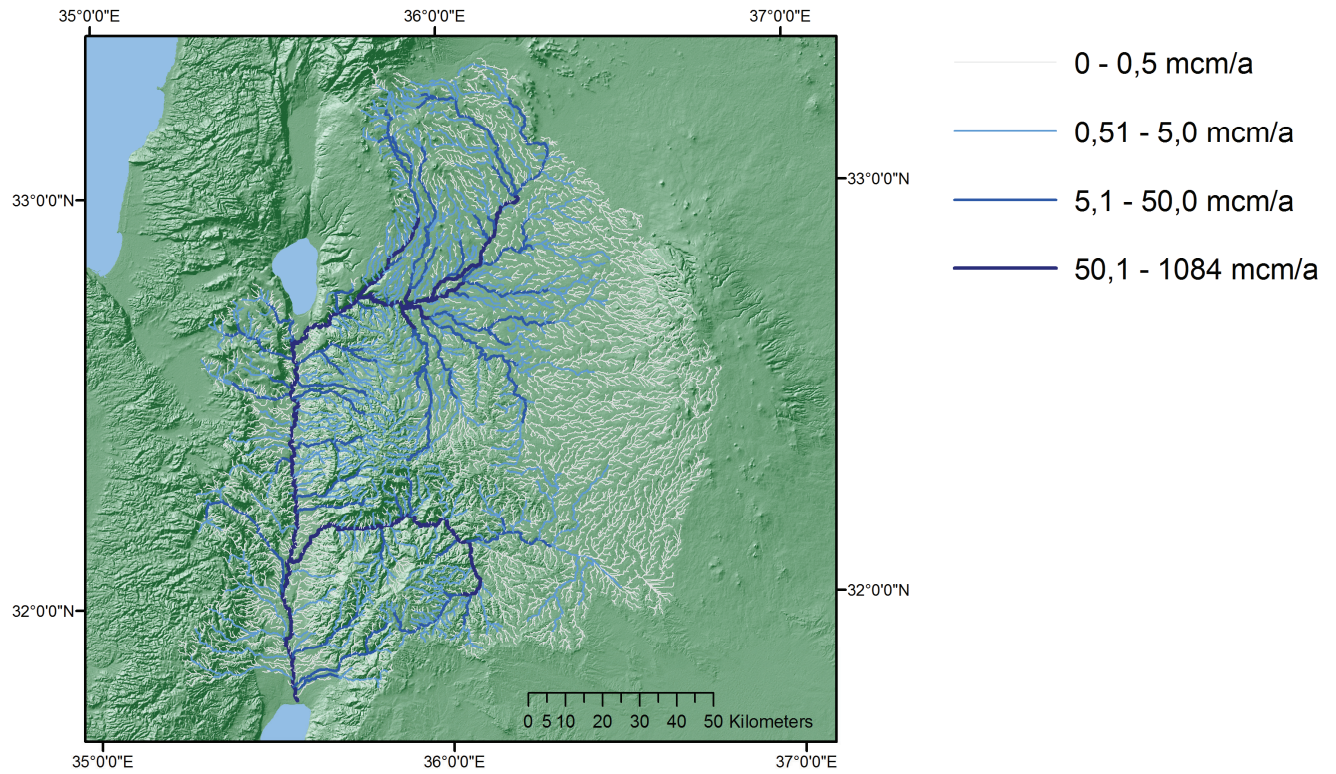 35°0'0"E
36°0'0"E
37°0'0"E
0 - 0,5 mcm/a
0,51 - 5,0 mcm/a
33°0'0"N
33°0'0"N
5,1 - 50,0 mcm/a
50,1 - 1084 mcm/a
32°0'0"N
32°0'0"N
0 5 10 20 30 40 50 Kilometers
35°0'0"E
36°0'0"E
37°0'0"E